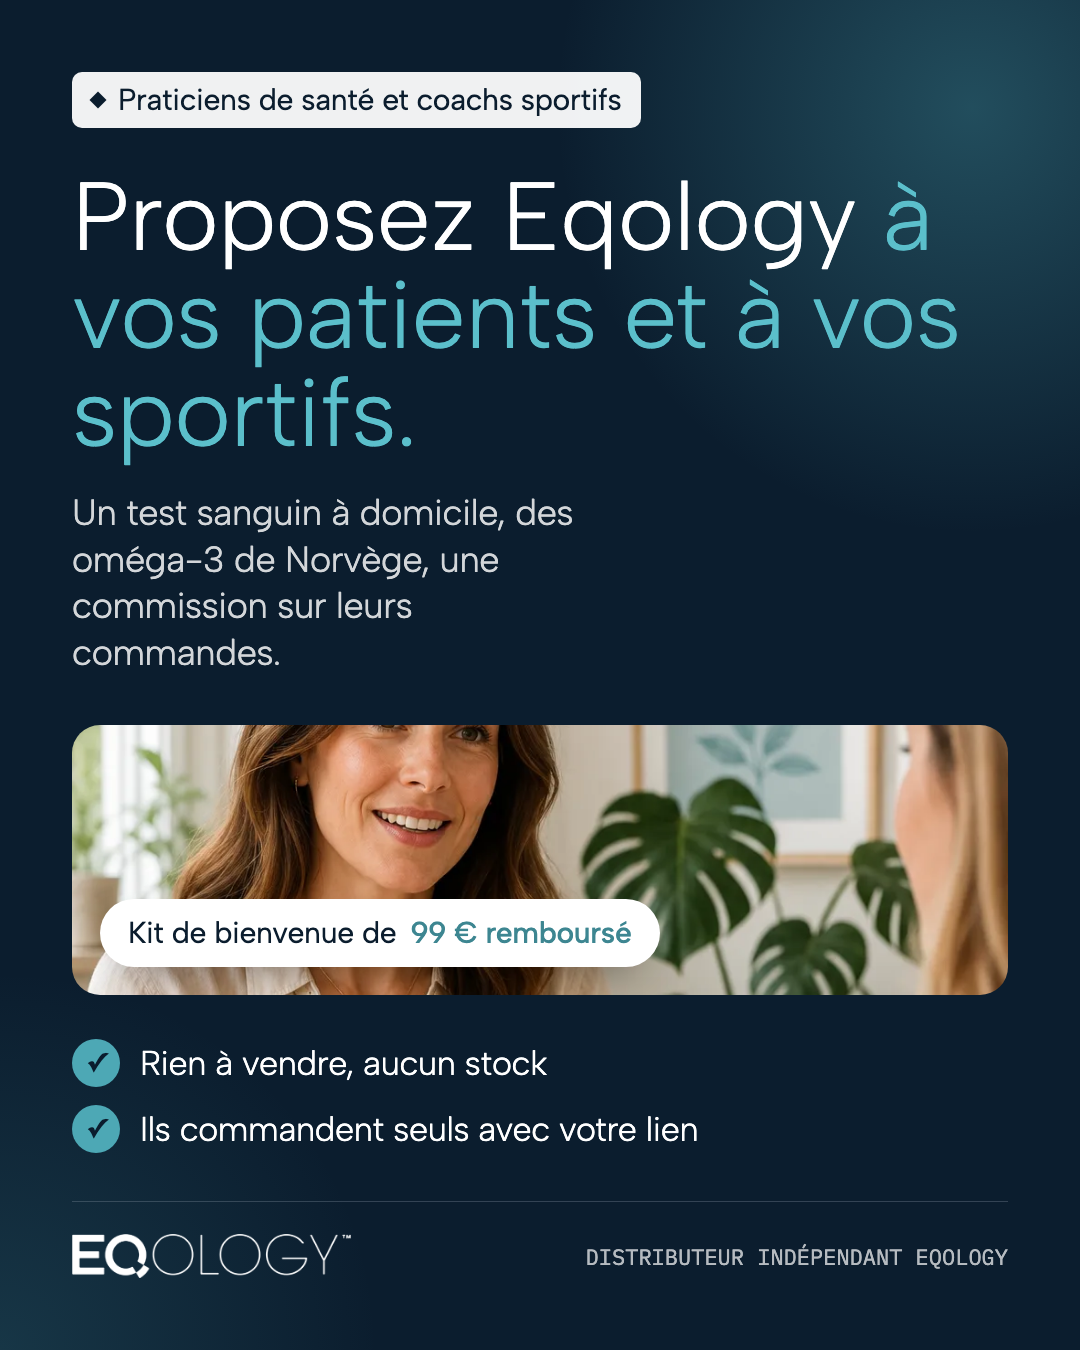 ◆ Praticiens de santé et coachs sportifs
Proposez Eqology à
vos patients et à vos
sportifs.
Un test sanguin à domicile, des
oméga-3 de Norvège, une
commission sur leurs
commandes.
Kit de bienvenue de 99 € remboursé
✓ Rien à vendre, aucun stock
✓ Ils commandent seuls avec votre lien
EQOLOGY™
DISTRIBUTEUR INDÉPENDANT EQOLOGY